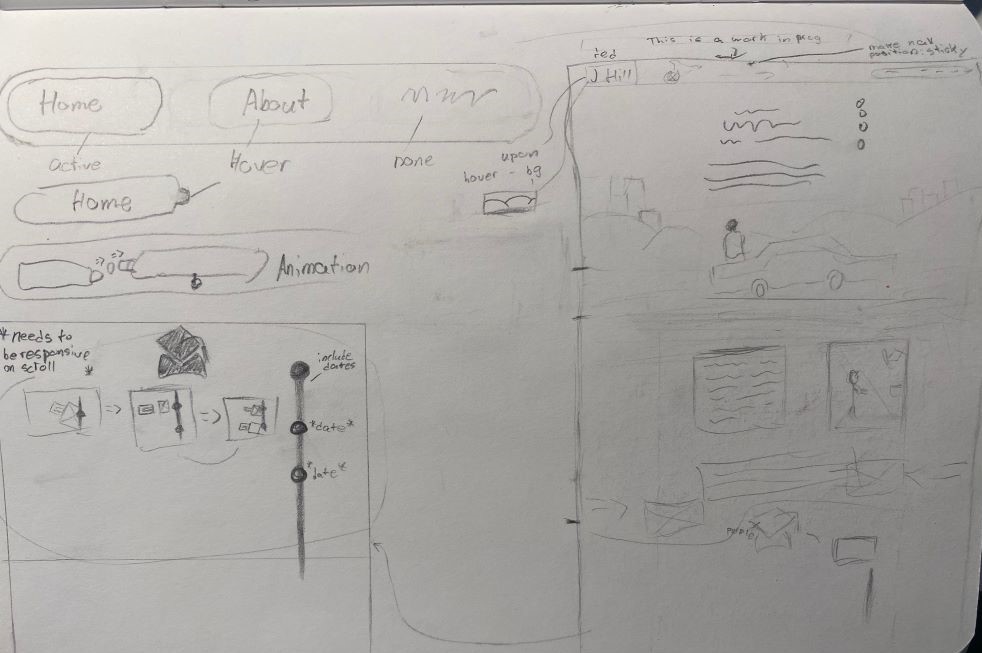 Home
About
active
Hover
none
Home
Animation
upon
hover - bg
red
J Hill
This is a work in prog
make nav
position: sticky
* needs to
be responsive
on scroll *
include
dates
*date*
*date*